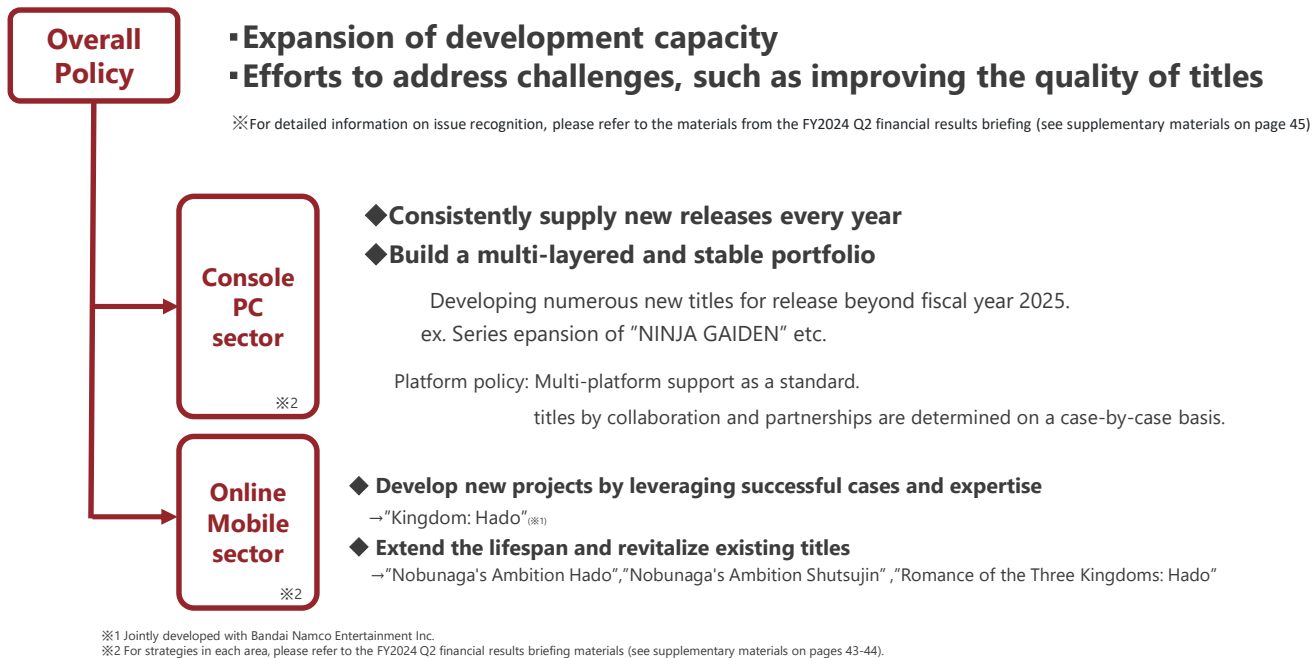 Overall
Policy
▪Expansion of development capacity
▪Efforts to address challenges, such as improving the quality of titles
※For detailed information on issue recognition, please refer to the materials from the FY2024 Q2 financial results briefing (see supplementary materials on page 45)
Console
PC
sector
※2
◆Consistently supply new releases every year
◆Build a multi-layered and stable portfolio
Developing numerous new titles for release beyond fiscal year 2025.
ex. Series epansion of "NINJA GAIDEN" etc.
Platform policy: Multi-platform support as a standard.
titles by collaboration and partnerships are determined on a case-by-case basis.
Online
Mobile
sector
※2
◆ Develop new projects by leveraging successful cases and expertise
→"Kingdom: Hado"(※1)
◆ Extend the lifespan and revitalize existing titles
→"Nobunaga's Ambition Hado","Nobunaga's Ambition Shutsujin" ,"Romance of the Three Kingdoms: Hado"
※1 Jointly developed with Bandai Namco Entertainment Inc.
※2 For strategies in each area, please refer to the FY2024 Q2 financial results briefing materials (see supplementary materials on pages 43-44).